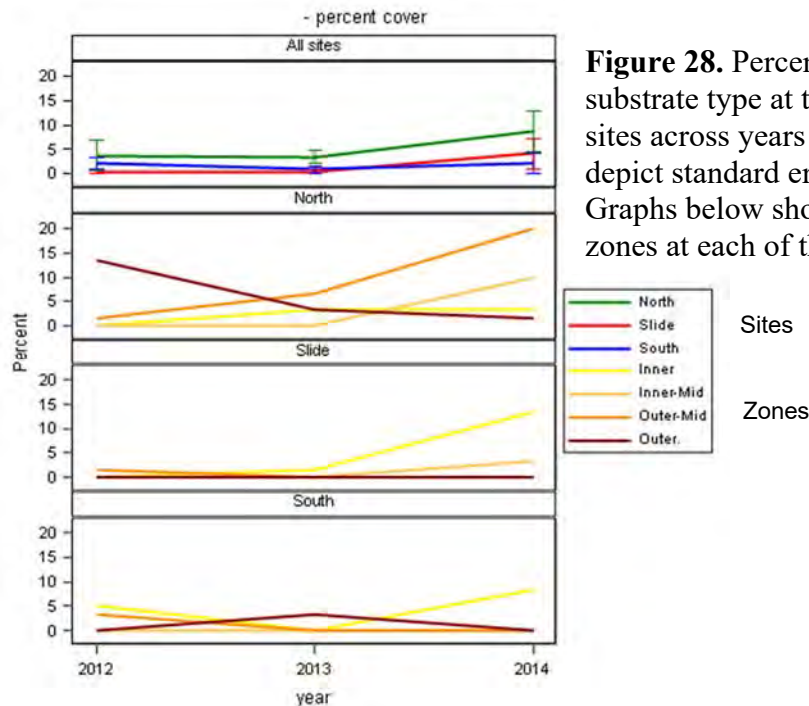 - percent cover
All sites
20
15
10
5
0
North
20
15
10
5
0
Slide
20
15
10
5
0
South
20
15
10
5
0
Percent
2012
2013
2014
year
Figure 28.
substrate type at
sites across years
depict standard
Graphs below
zones at each of
North
Slide
South
Inner
Inner-Mid
Outer-Mid
Outer.
Sites
Zones